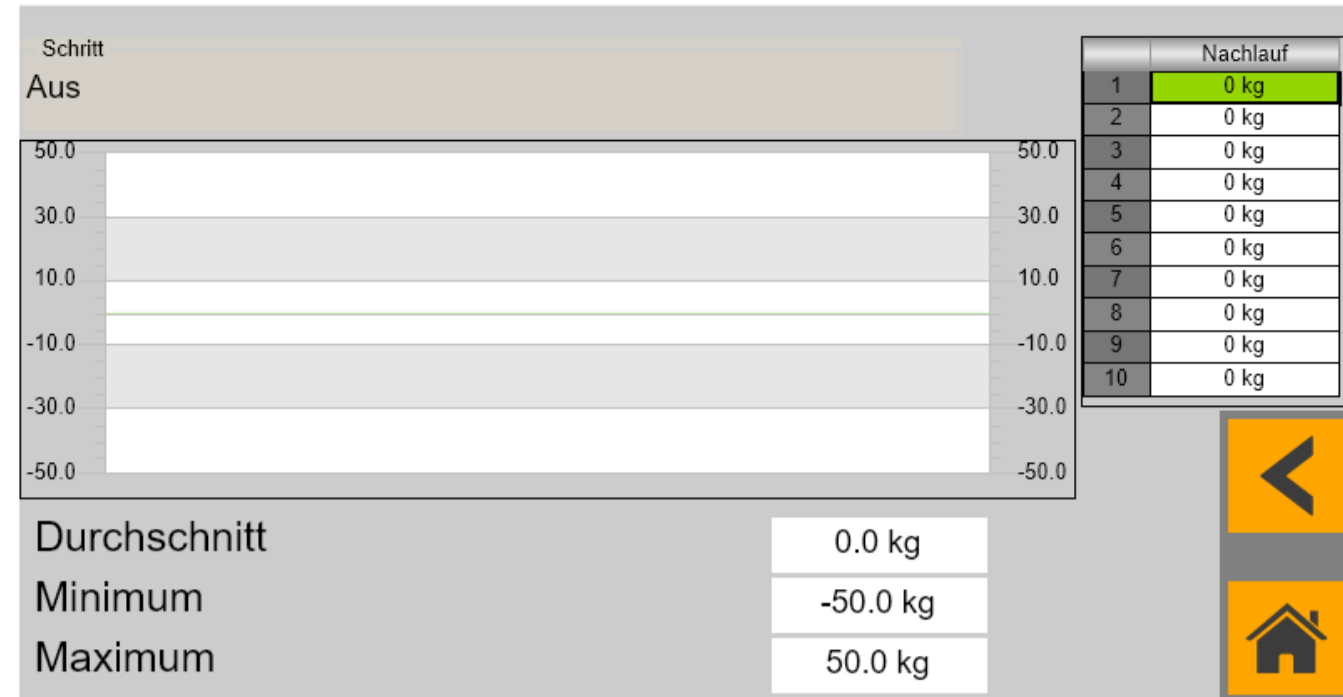 Schritt
Aus
50.0 50.0
30.0 30.0
10.0 10.0
-10.0 -10.0
-30.0 -30.0
-50.0 -50.0
Nachlauf
1 0 kg
2 0 kg
3 0 kg
4 0 kg
5 0 kg
6 0 kg
7 0 kg
8 0 kg
9 0 kg
10 0 kg
Durchschnitt 0.0 kg
Minimum -50.0 kg
Maximum 50.0 kg